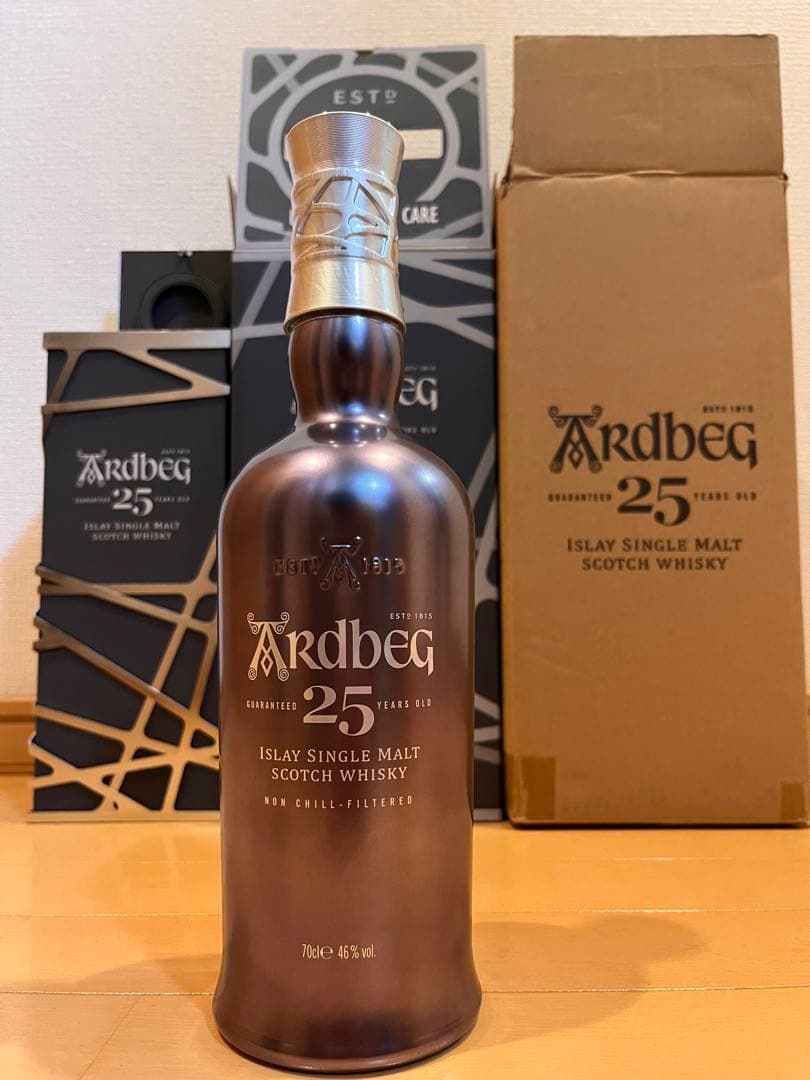 ESTD
CARE
EG
OLD
ESTD 1815
ARDBEG
GUARANTEED 25 YEARS OLD
ISLAY SINGLE MALT
SCOTCH WHISKY
ESTD 1815
ARDBEG
GUARANTEED 25 YEARS OLD
ISLAY SINGLE MALT
SCOTCH WHISKY
ESTD A 1815
ESTD 1815
ARDBEG
GUARANTEED 25 YEARS OLD
ISLAY SINGLE MALT
SCOTCH WHISKY
NON CHILL-FILTERED
70cl℮ 46% vol.